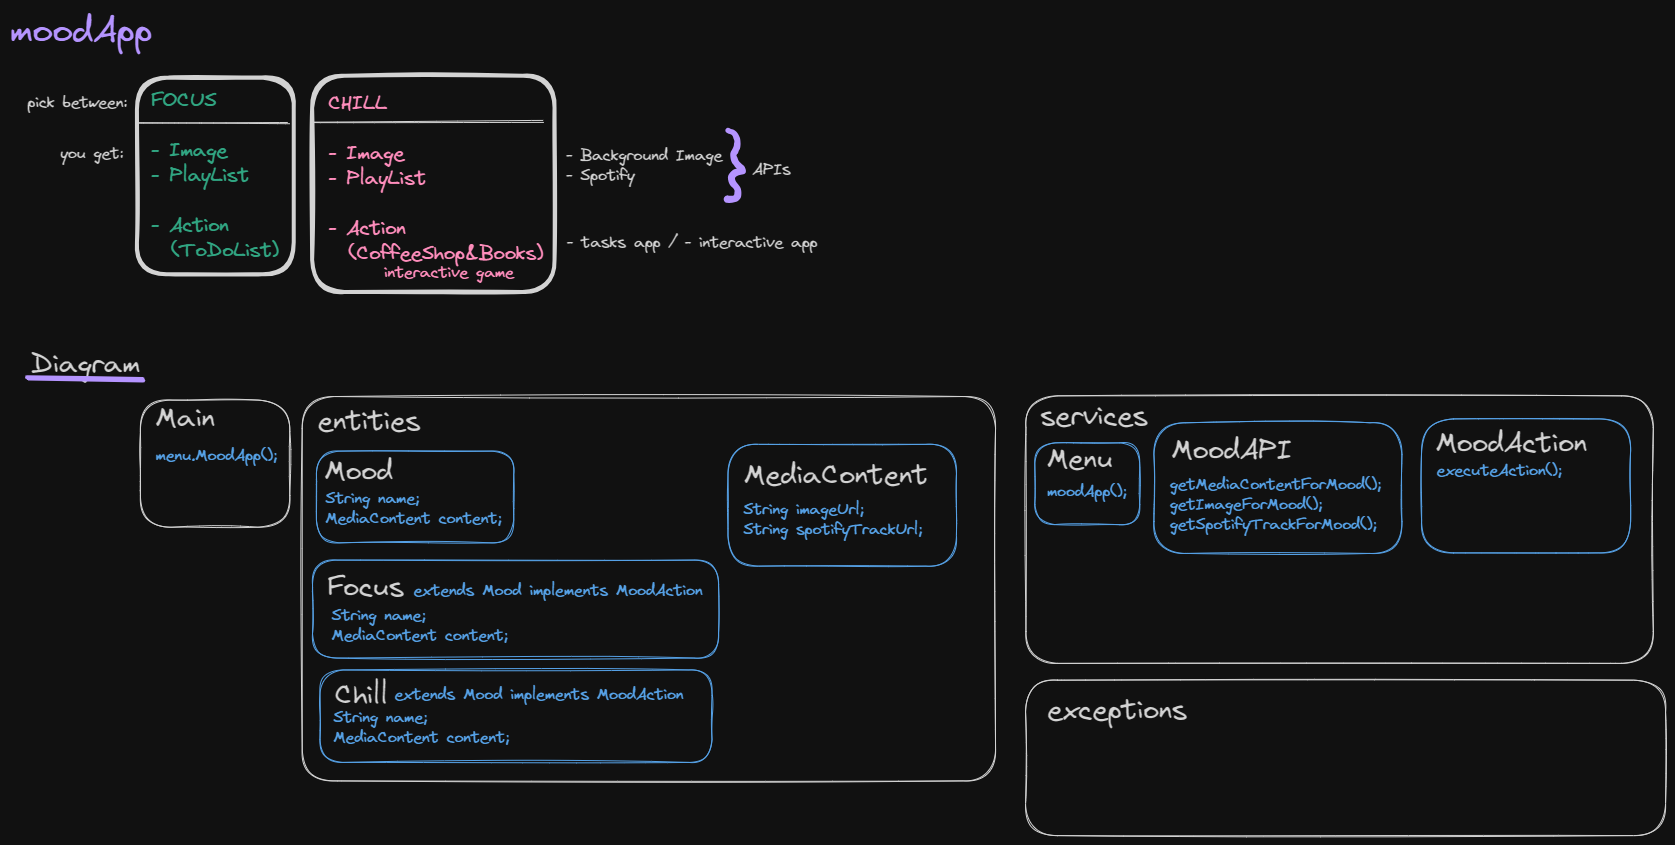 moodApp
pick between:
FOCUS
CHILL
you get:
- Image
- PlayList
- Action
(ToDoList)
- Image
- PlayList
- Action
(CoffeeShop&Books)
interactive game
- Background Image
- Spotify
APIs
- tasks app / - interactive app
Diagram
Main
menu.MoodApp();
entities
Mood
String name;
MediaContent content;
MediaContent
String imageUrl;
String spotifyTrackUrl;
Focus extends Mood implements MoodAction
String name;
MediaContent content;
Chill extends Mood implements MoodAction
String name;
MediaContent content;
services
Menu
moodApp();
MoodAPI
getMediaContentForMood();
getImageForMood();
getSpotifyTrackForMood();
MoodAction
executeAction();
exceptions